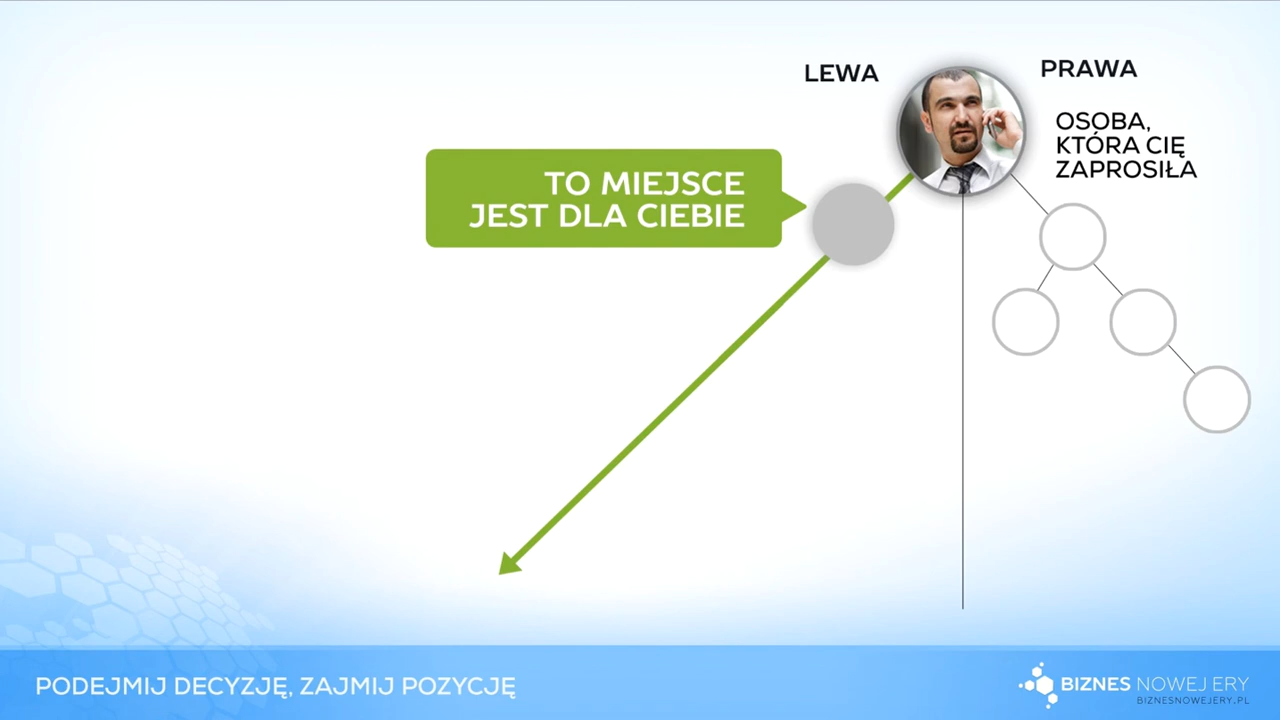 LEWA
PRAWA
OSOBA,
KTÓRA CIĘ
ZAPROSIŁA
TO MIEJSCE
JEST DLA CIEBIE
PODEJMIJ DECYZJĘ, ZAJMIJ POZYCJĘ
BIZNES NOWEJ ERY
BIZNESNOWEJERY.PL